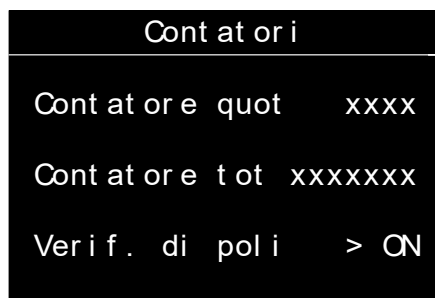 Contatori
Contatore quot xxxx
Contatore tot xxxxxxx
Verif. di poli > ON